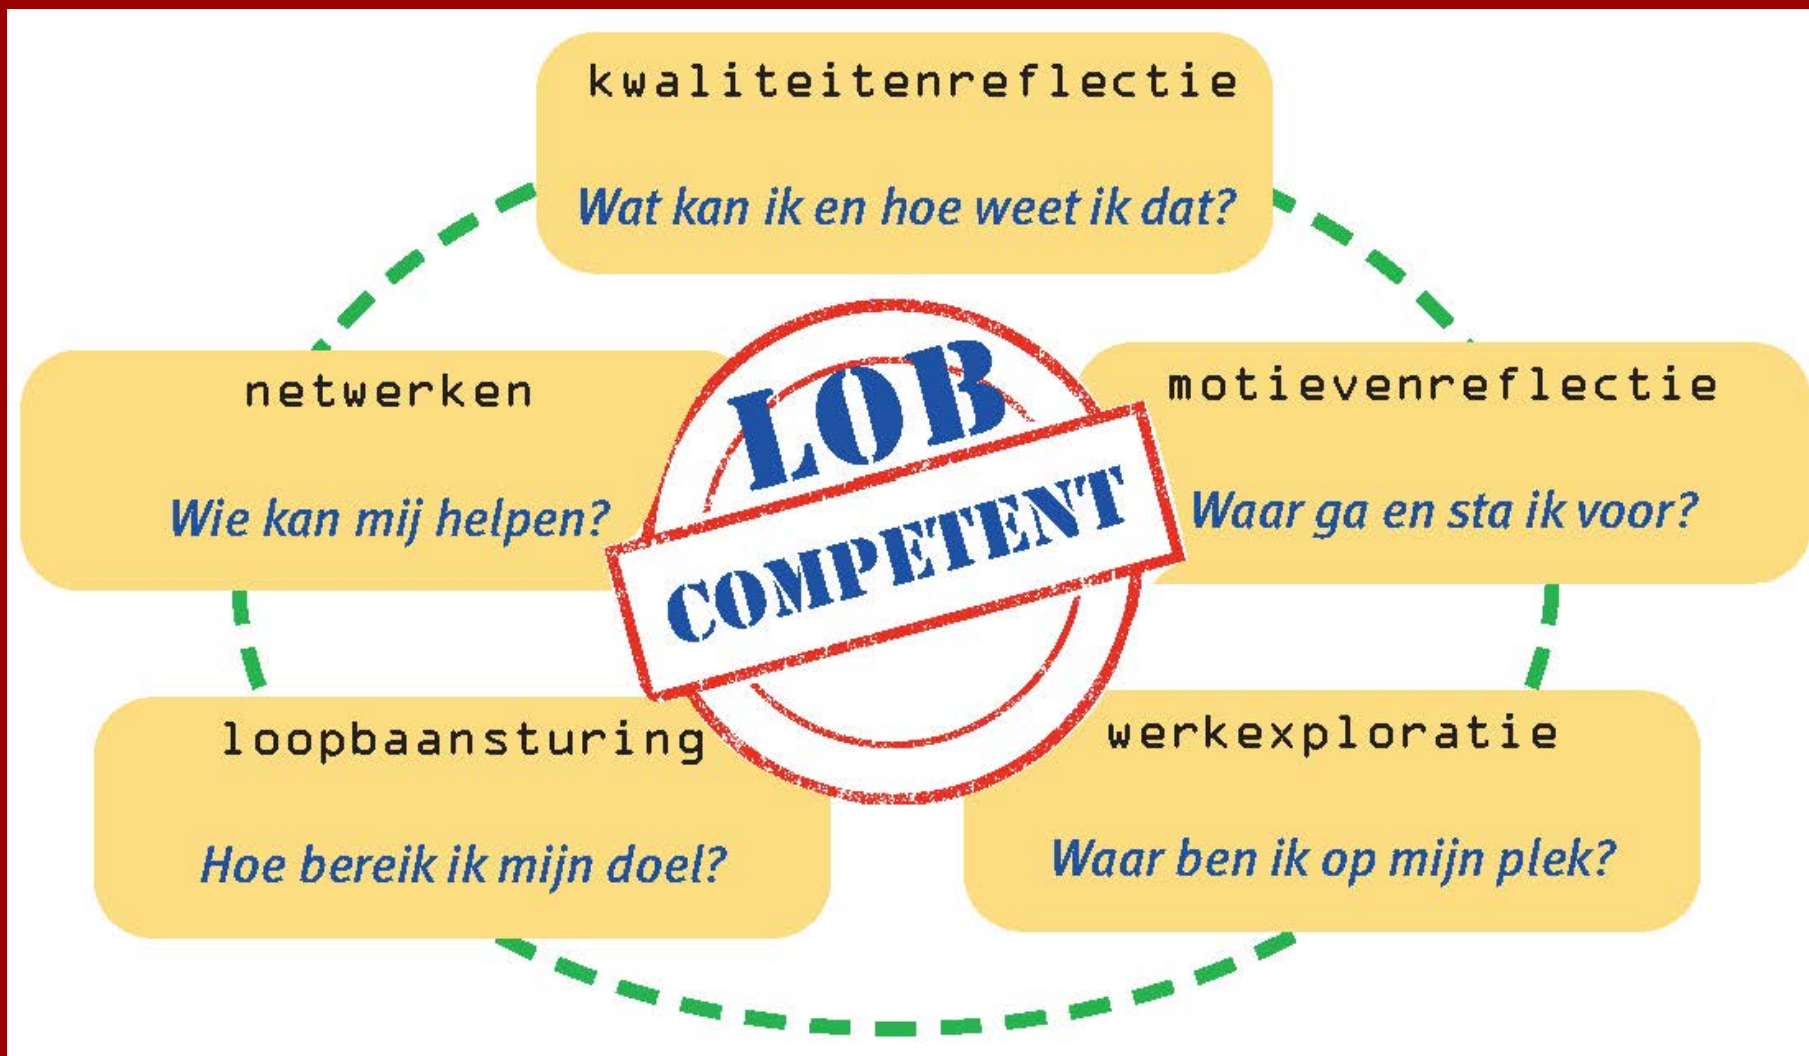 kwaliteitenreflectie
Wat kan ik en hoe weet ik dat?
netwerken
Wie kan mij helpen?
LOB
COMPETENT
motievenreflectie
Waar ga en sta ik voor?
loopbaansturing
Hoe bereik ik mijn doel?
werkexploratie
Waar ben ik op mijn plek?